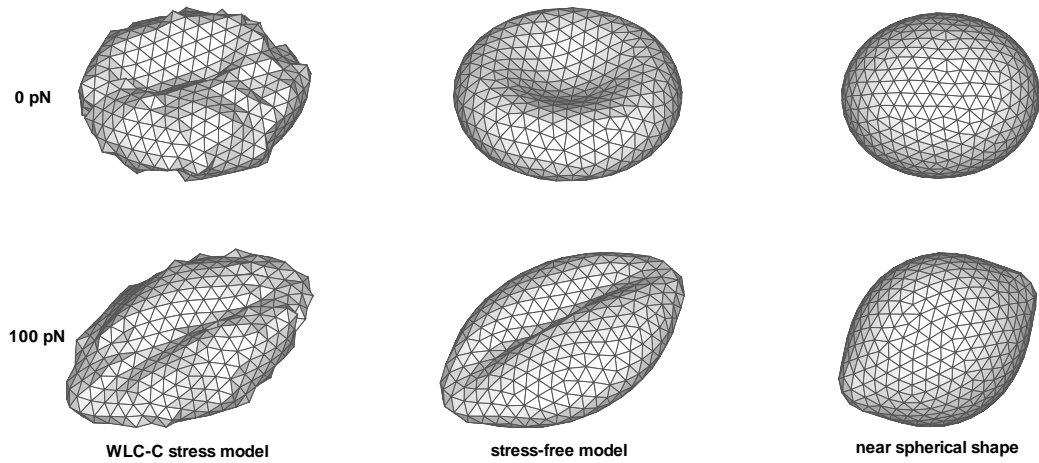 0 pN
100 pN
WLC-C stress model
stress-free model
near spherical shape